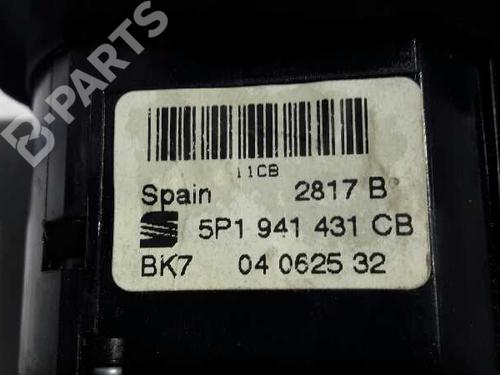 B-PARTS
11CB
Spain 2817 B
5P1 941 431 CB
BK7 04 0625 32